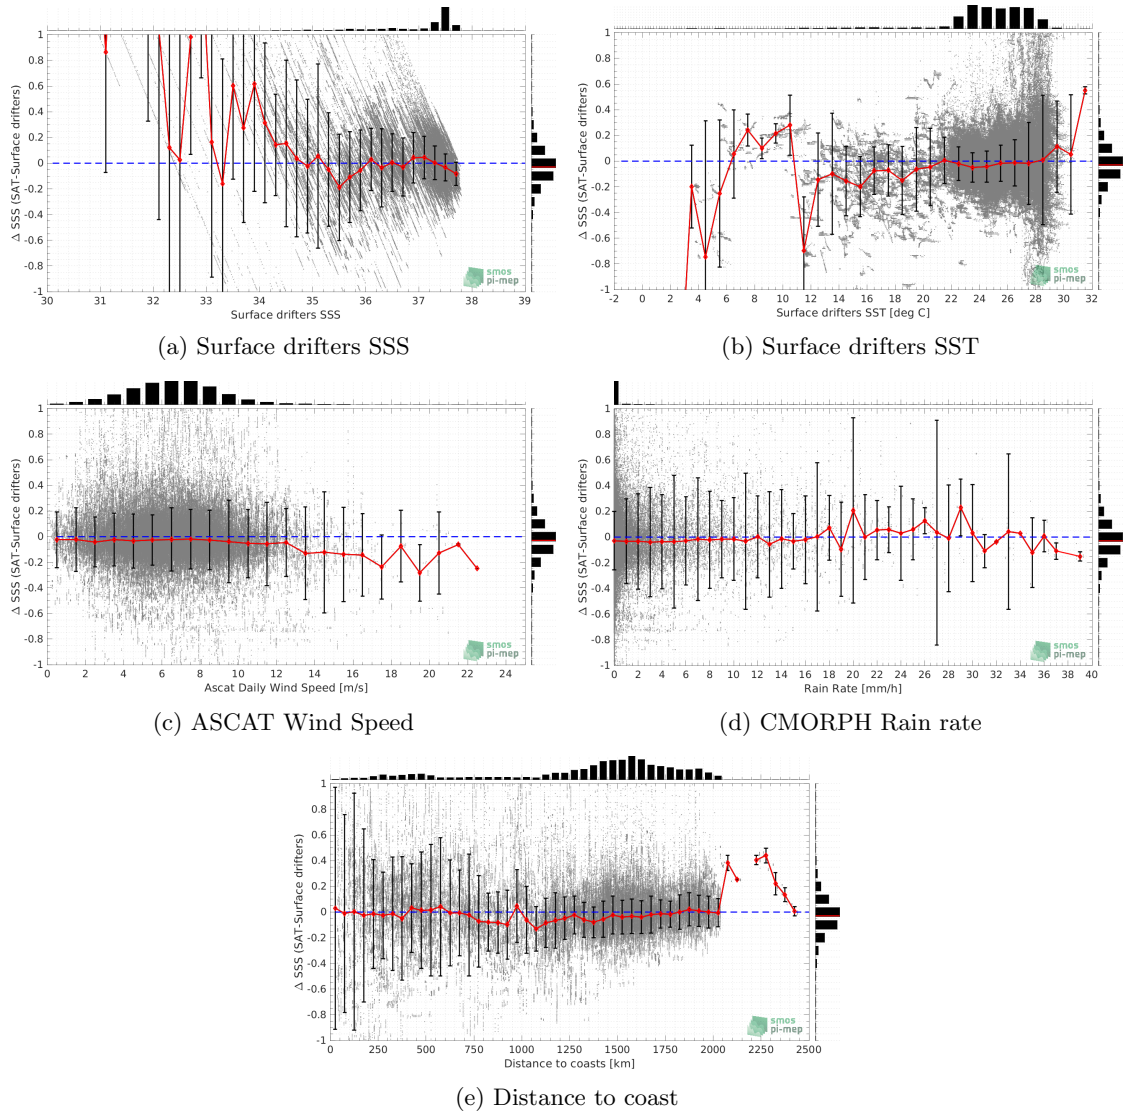 1
0.8
0.6
0.4
0.2
0
-0.2
-0.4
-0.6
-0.8
-1
Δ SSS (SAT-Surface drifters)
30 31 32 33 34 35 36 37 38 39
Surface drifters SSS
smos
pi-mep
(a) Surface drifters SSS
1
0.8
0.6
0.4
0.2
0
-0.2
-0.4
-0.6
-0.8
-1
Δ SSS (SAT-Surface drifters)
-2 0 2 4 6 8 10 12 14 16 18 20 22 24 26 28 30 32
Surface drifters SST [deg C]
smos
pi-mep
(b) Surface drifters SST
1
0.8
0.6
0.4
0.2
0
-0.2
-0.4
-0.6
-0.8
-1
Δ SSS (SAT-Surface drifters)
0 2 4 6 8 10 12 14 16 18 20 22 24
Ascat Daily Wind Speed [m/s]
smos
pi-mep
(c) ASCAT Wind Speed
1
0.8
0.6
0.4
0.2
0
-0.2
-0.4
-0.6
-0.8
-1
Δ SSS (SAT-Surface drifters)
0 2 4 6 8 10 12 14 16 18 20 22 24 26 28 30 32 34 36 38 40
Rain Rate [mm/h]
smos
pi-mep
(d) CMORPH Rain rate
1
0.8
0.6
0.4
0.2
0
-0.2
-0.4
-0.6
-0.8
-1
Δ SSS (SAT-Surface drifters)
0 250 500 750 1000 1250 1500 1750 2000 2250 2500
Distance to coasts [km]
smos
pi-mep
(e) Distance to coast